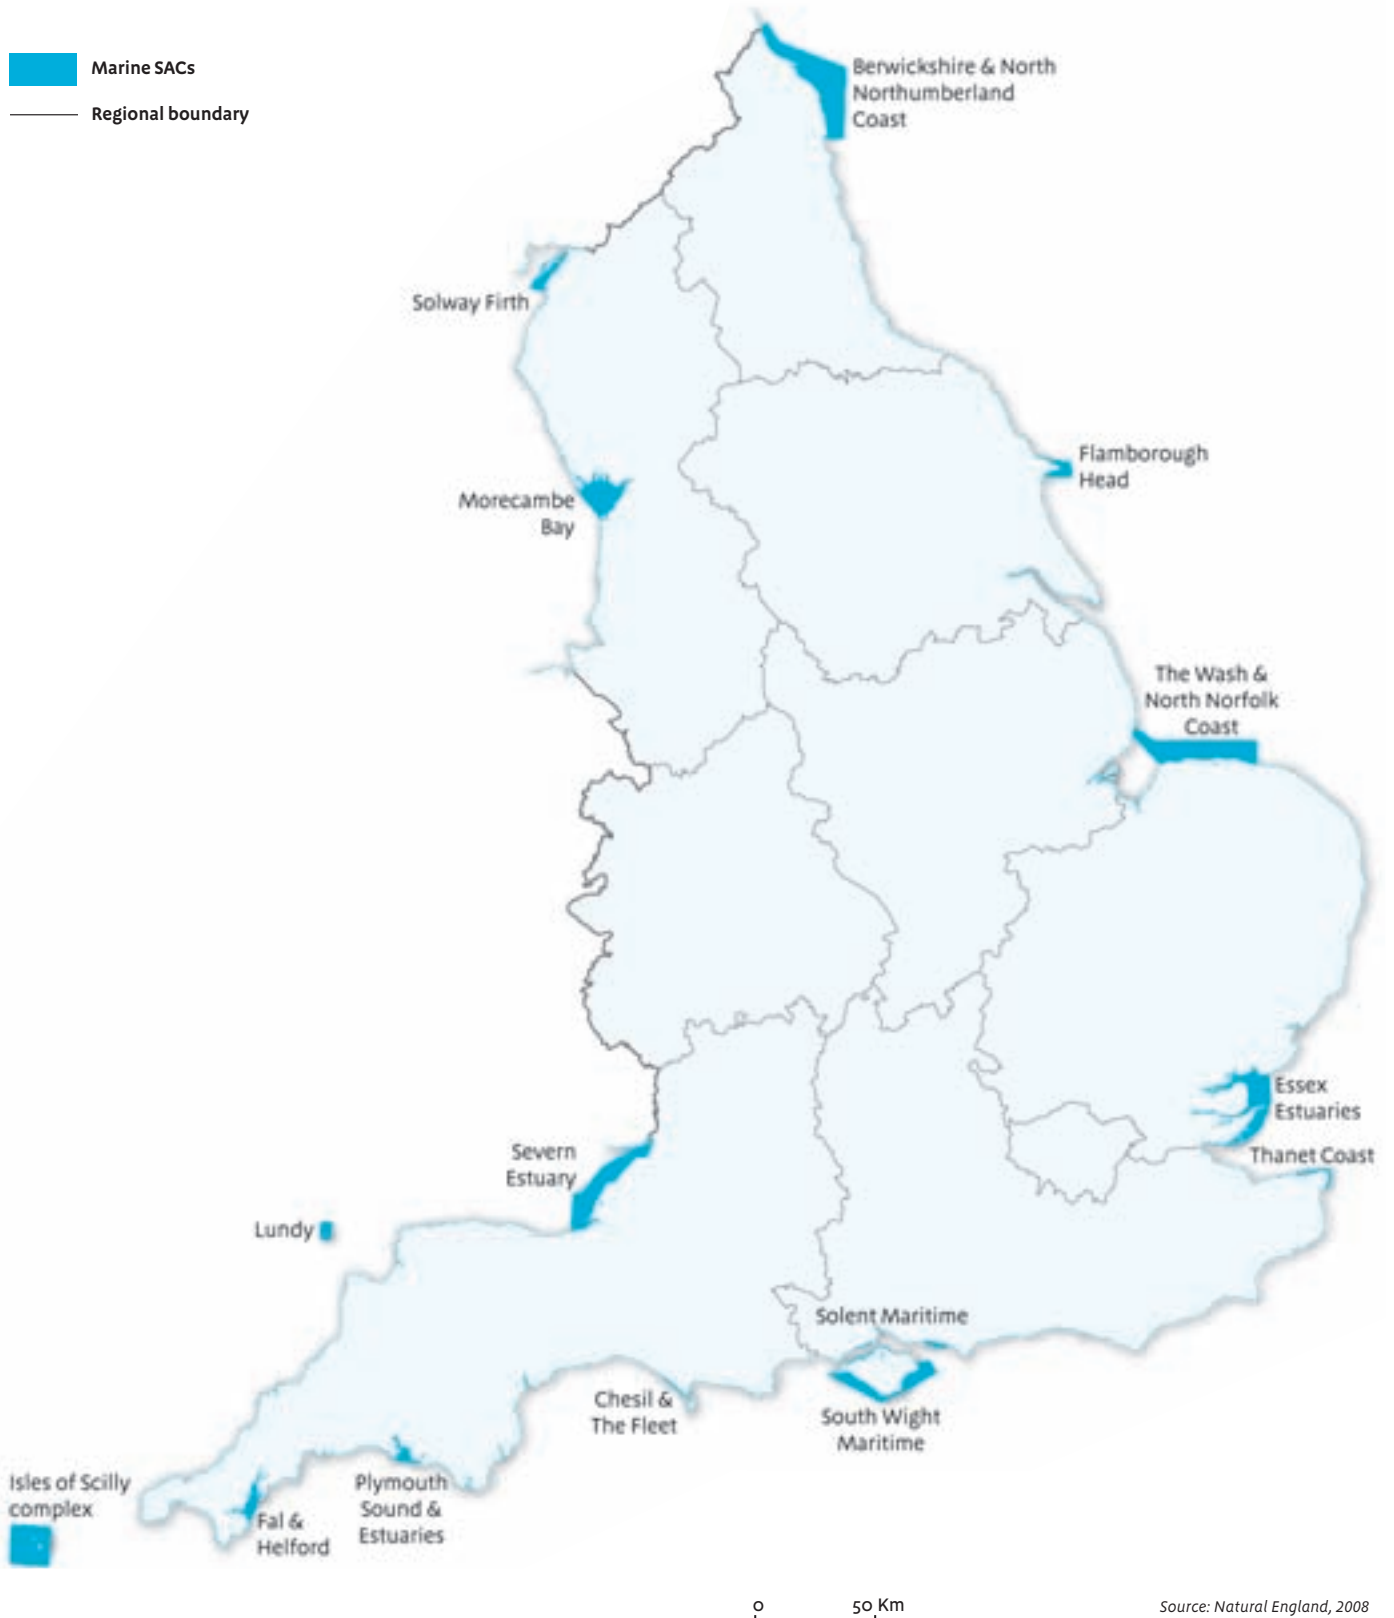 Marine SACs
Regional boundary
Berwickshire & North
Northumberland
Coast
Solway Firth
Flamborough
Head
Morecambe
Bay
The Wash &
North Norfolk
Coast
Essex
Estuaries
Thanet Coast
Severn
Estuary
Lundy
Solent Maritime
Chesil &
The Fleet
South Wight
Maritime
Isles of Scilly
complex
Plymouth
Sound &
Estuaries
Fal &
Helford
0 50 Km
Source: Natural England, 2008